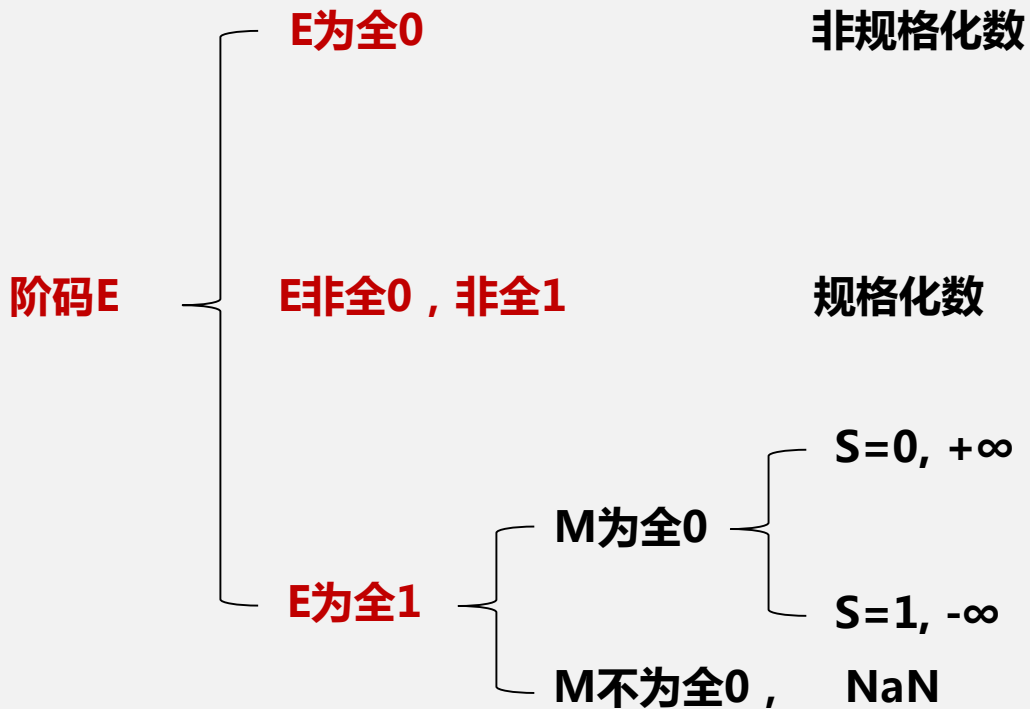 E为全0 非规格化数
阶码E E非全0，非全1 规格化数
S=0, +∞
M为全0
E为全1
S=1, -∞
M不为全0， NaN